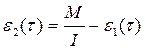 ε₂(τ) = M/I − ε₁(τ)